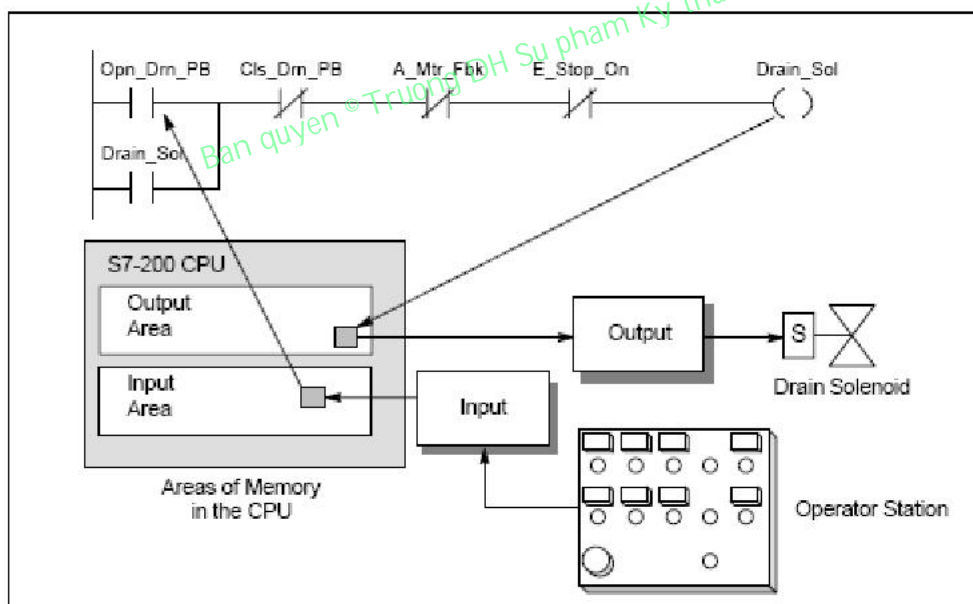 Ban quyen © Truong DH Su pham Ky thu
Opn_Drn_PB
Cls_Drn_PB
A_Mtr_Fbk
E_Stop_On
Drain_Sol
Drain_Sol
S7-200 CPU
Output
Area
Output
S
Drain Solenoid
Input
Area
Input
Areas of Memory
in the CPU
Operator Station